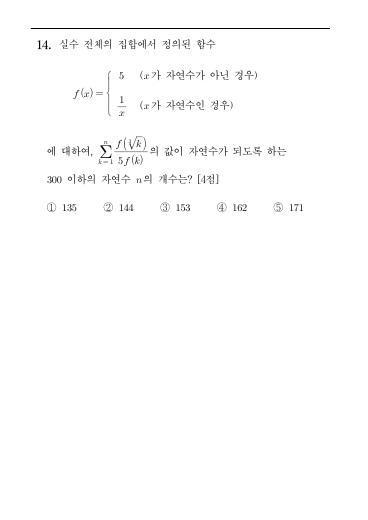 14. 실수 전체의 집합에서 정의된 함수
f(x) = { 5 (x가 자연수가 아닌 경우)
1/x (x가 자연수인 경우)
에 대하여, \sum_{k=1}^{n} \frac{f(\sqrt[3]{k})}{5f(k)} 의 값이 자연수가 되도록 하는
300 이하의 자연수 n의 개수는? [4점]
① 135 ② 144 ③ 153 ④ 162 ⑤ 171